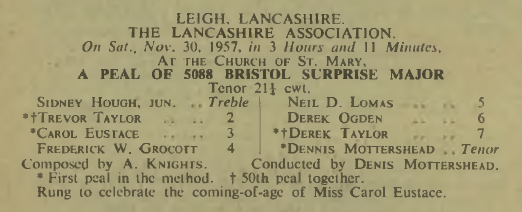 LEIGH, LANCASHIRE.
THE LANCASHIRE ASSOCIATION.
On Sat., Nov. 30, 1957, in 3 Hours and 11 Minutes,
AT THE CHURCH OF ST. MARY,
A PEAL OF 5088 BRISTOL SURPRISE MAJOR
Tenor 21¼ cwt.
SIDNEY HOUGH, JUN. .. Treble NEIL D. LOMAS .. .. 5
*†TREVOR TAYLOR .. .. 2 DEREK OGDEN .. .. 6
*CAROL EUSTACE .. .. 3 *†DEREK TAYLOR .. .. 7
FREDERICK W. GROCOTT 4 *DENNIS MOTTERSHEAD .. Tenor
Composed by A. KNIGHTS. Conducted by DENIS MOTTERSHEAD.
* First peal in the method. † 50th peal together.
Rung to celebrate the coming-of-age of Miss Carol Eustace.